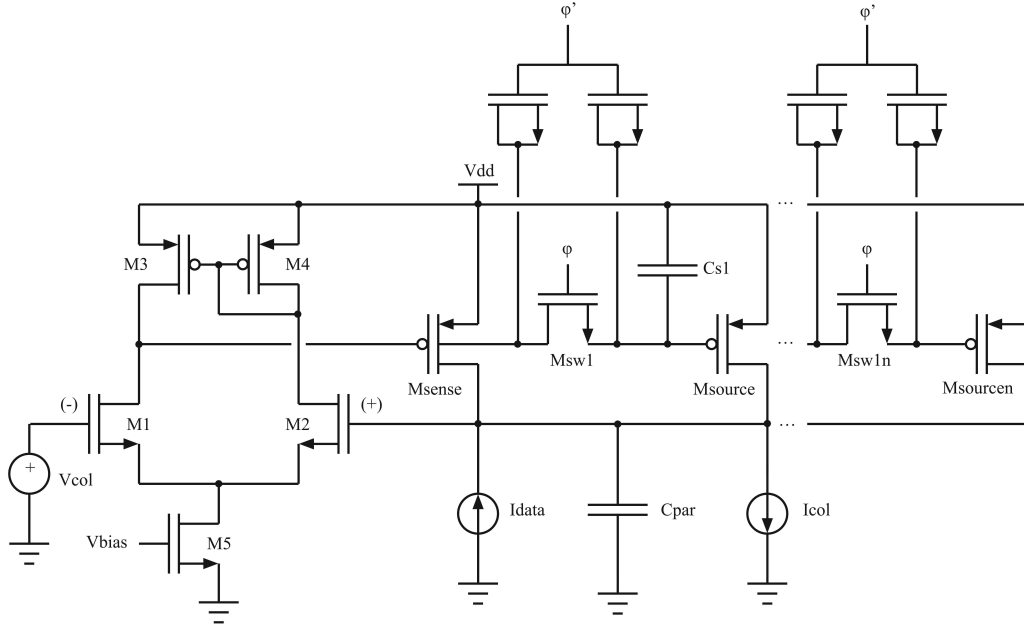 φ’ φ’
Vdd
... 
M3 M4 φ Cs1 φ
...
Msw1 Msw1n
Msense Msource Msourcen
(-) M1 M2 (+)
...
+ Vcol
Idata Cpar Icol
Vbias M5